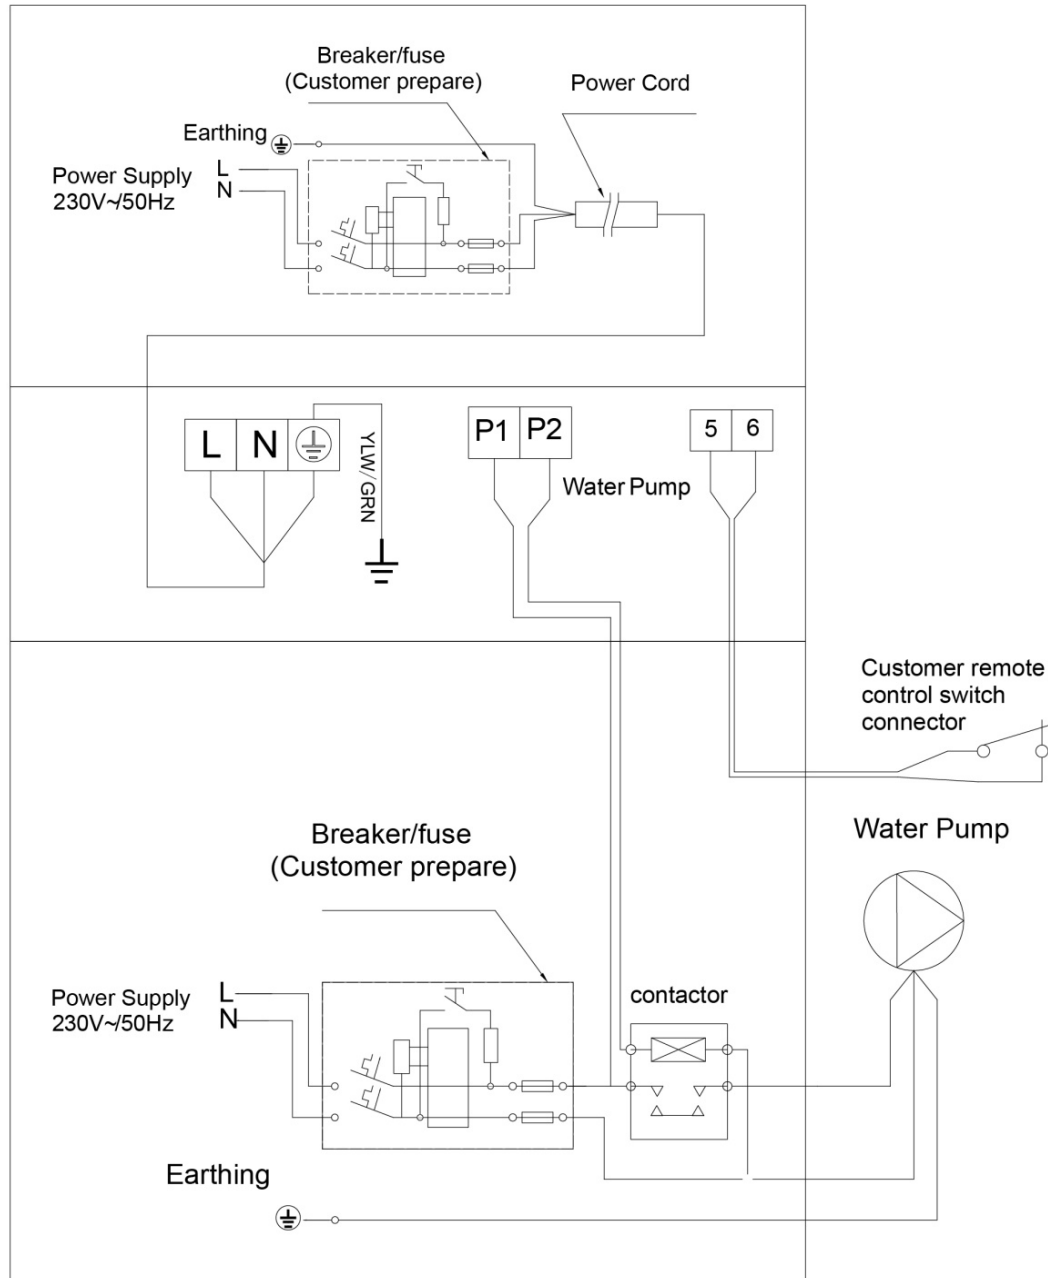 Breaker/fuse
(Customer prepare)
Power Cord
Earthing
Power Supply
230V~/50Hz
L
N
L N
YLW/GRN
P1 P2
Water Pump
5 6
Customer remote
control switch
connector
Water Pump
Breaker/fuse
(Customer prepare)
Power Supply
230V~/50Hz
L
N
contactor
Earthing